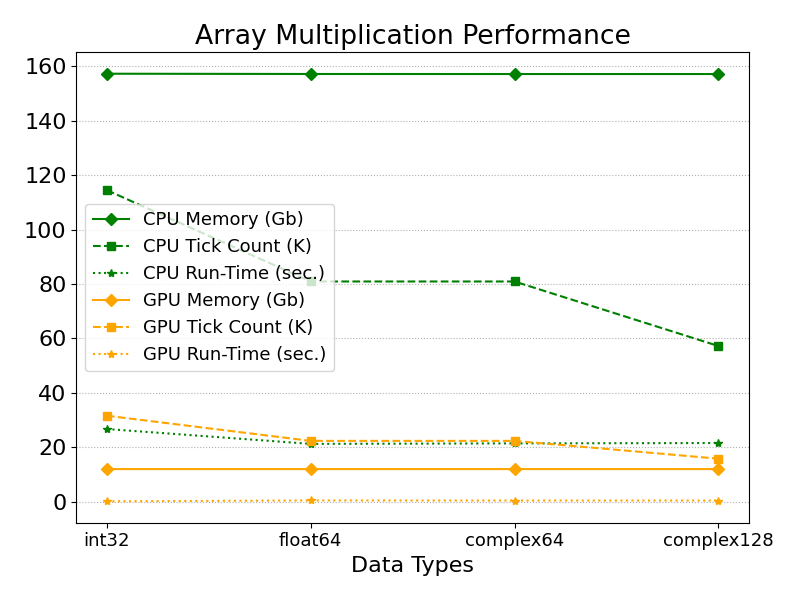 Array Multiplication Performance
160
140
120
100
80
60
40
20
0
CPU Memory (Gb)
CPU Tick Count (K)
CPU Run-Time (sec.)
GPU Memory (Gb)
GPU Tick Count (K)
GPU Run-Time (sec.)
int32 float64 complex64 complex128
Data Types